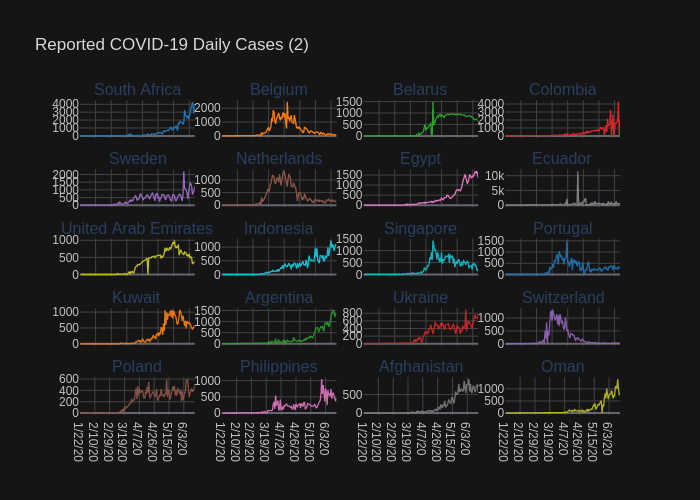 Reported COVID-19 Daily Cases (2)
South Africa Belgium Belarus Colombia
4000 3000 2000 1000 0
2000 1000 0
1500 1000 500 0
4000 3000 2000 1000 0
Sweden Netherlands Egypt Ecuador
2000 1500 1000 500 0
1000 500 0
1500 1000 500 0
10k 5k 0
United Arab Emirates Indonesia Singapore Portugal
1000 500 0
1000 500 0
1500 1000 500 0
1500 1000 500 0
Kuwait Argentina Ukraine Switzerland
1000 500 0
1500 1000 500 0
800 600 400 200 0
1000 500 0
Poland Philippines Afghanistan Oman
600 400 200 0
1000 500 0
500 0
1000 500 0
1/22/20 2/10/20 2/29/20 3/19/20 4/7/20 4/26/20 5/15/20 6/3/20
1/22/20 2/10/20 2/29/20 3/19/20 4/7/20 4/26/20 5/15/20 6/3/20
1/22/20 2/10/20 2/29/20 3/19/20 4/7/20 4/26/20 5/15/20 6/3/20
1/22/20 2/10/20 2/29/20 3/19/20 4/7/20 4/26/20 5/15/20 6/3/20